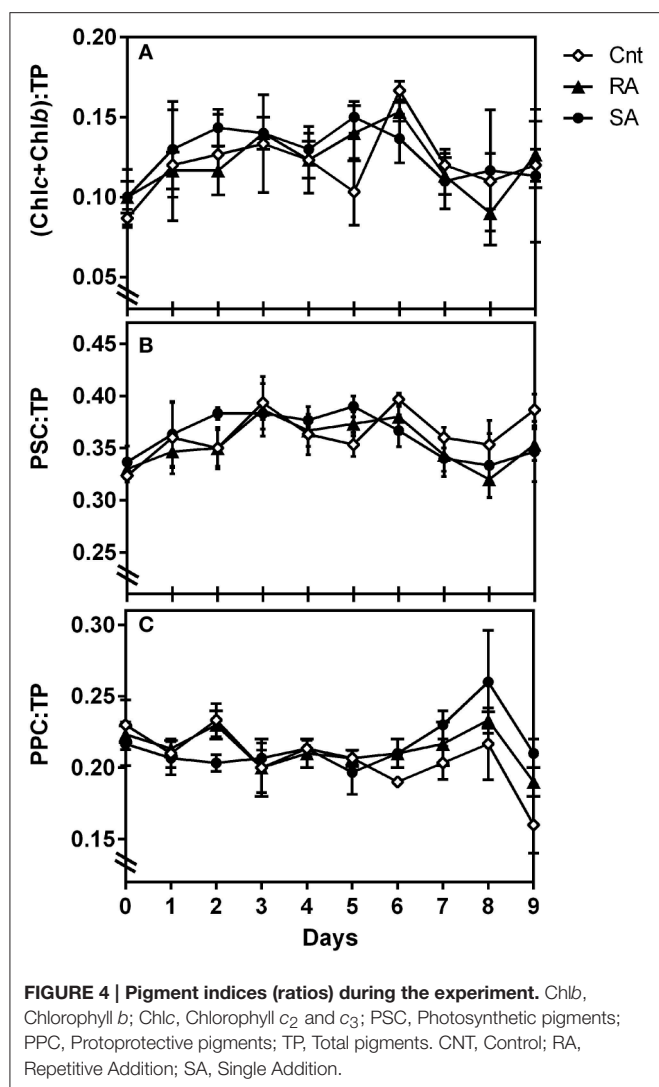 A
Cnt
RA
SA
(Chlc+Chlb):TP
0.20
0.15
0.10
0.05
B
PSC:TP
0.45
0.40
0.35
0.30
0.25
C
PPC:TP
0.30
0.25
0.20
0.15
0 1 2 3 4 5 6 7 8 9
Days
FIGURE 4 | Pigment indices (ratios) during the experiment. Chlb,
Chlorophyll b; Chlc, Chlorophyll c2 and c3; PSC, Photosynthetic pigments;
PPC, Protoprotective pigments; TP, Total pigments. CNT, Control; RA,
Repetitive Addition; SA, Single Addition.